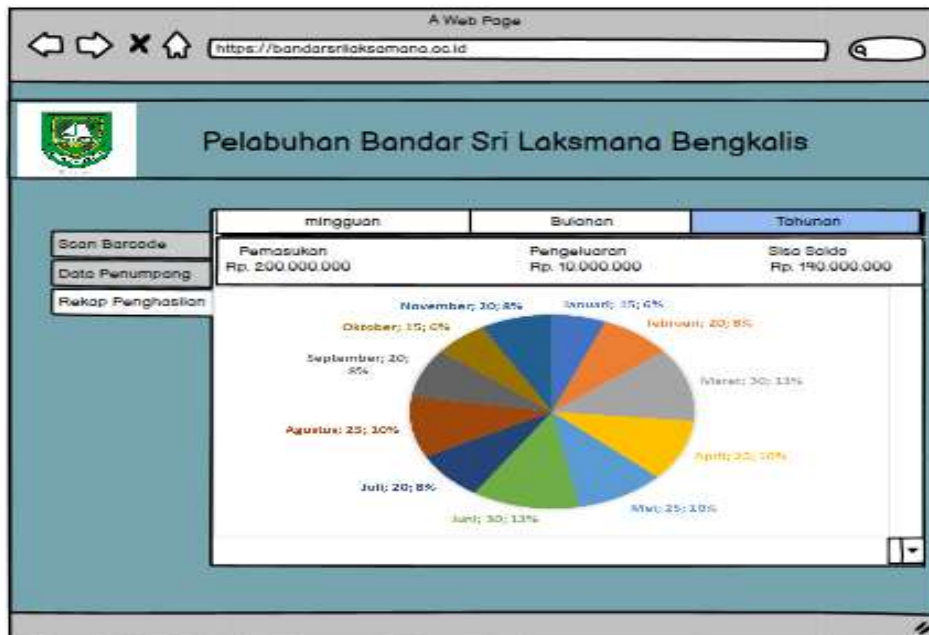 A Web Page
https://bandarsrilaksamana.ac.id
Pelabuhan Bandar Sri Laksmana Bengkalis
mingguan Bulanan Tahunan
Scan Barcode
Data Penumpang
Rekap Penghasilan
Pemasukan Pengeluaran Sisa Saldo
Rp. 200.000.000 Rp. 10.000.000 Rp. 190.000.000
November; 20; 8%
Januari; 15; 6%
Oktober; 15; 6%
februari; 20; 8%
September; 20;
8%
Maret; 30; 13%
Agustus; 25; 10%
April; 25; 10%
Juli; 20; 8%
Mei; 25; 10%
Juni; 30; 13%